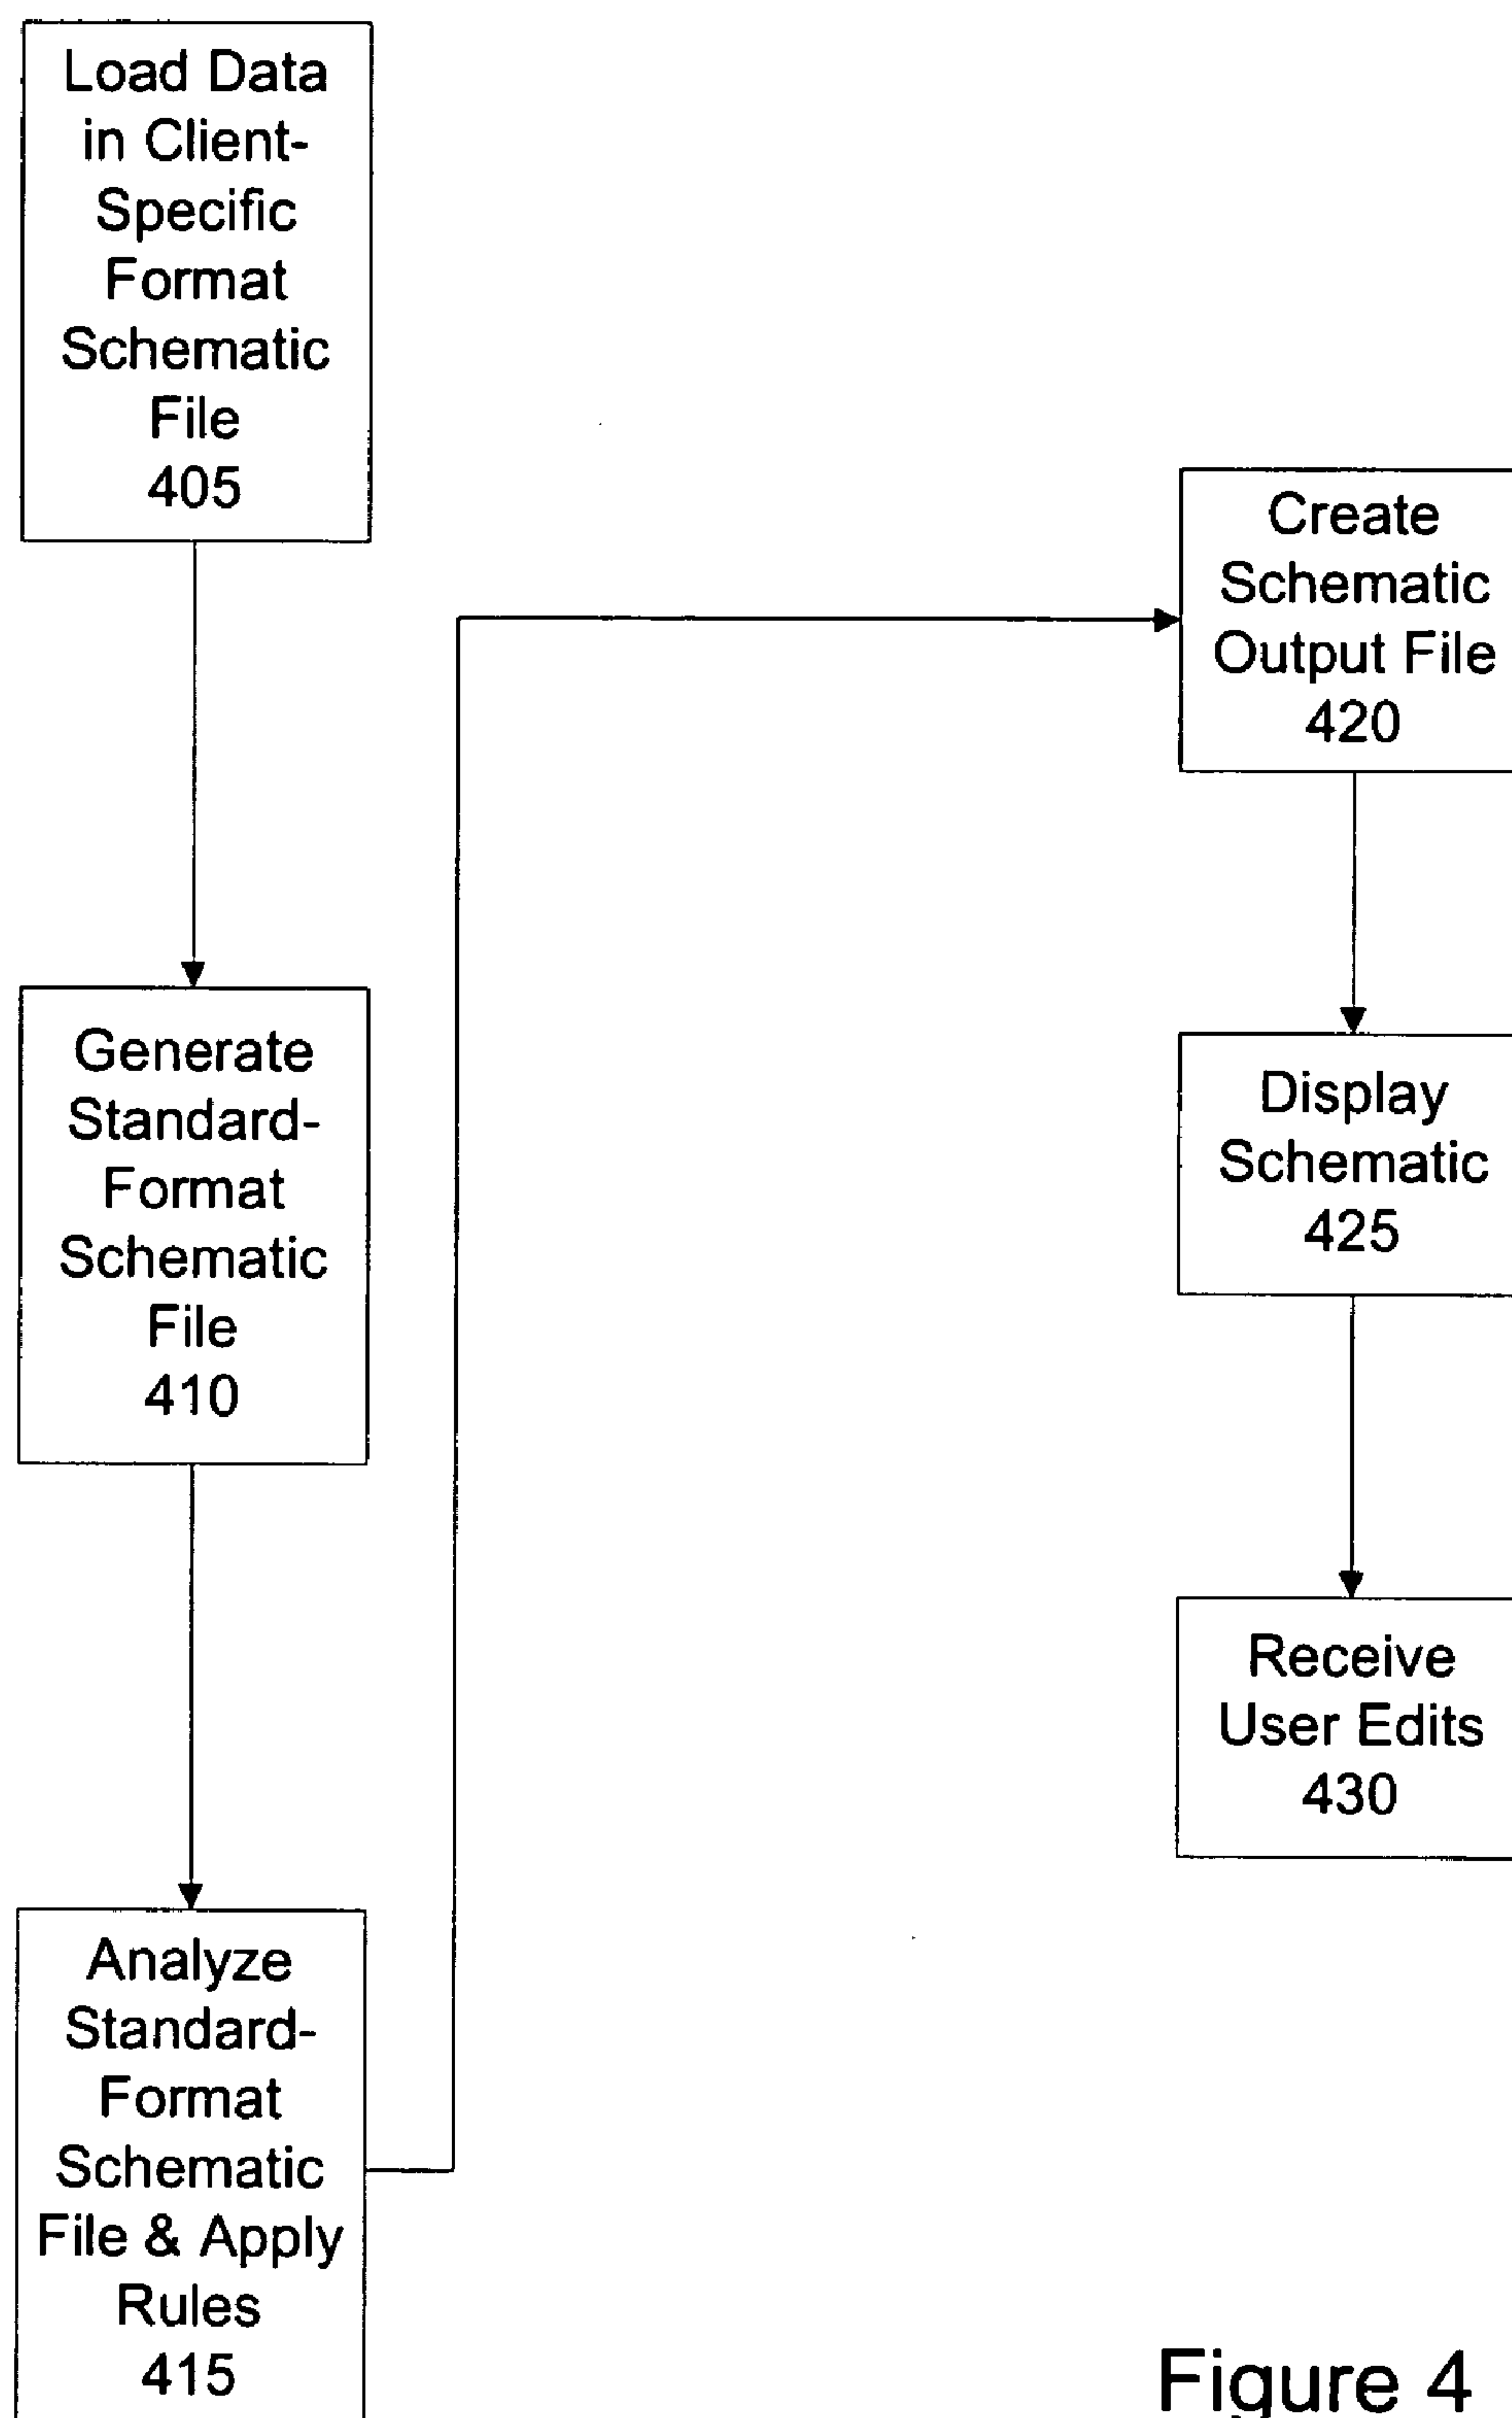 Load Data
in Client-
Specific
Format
Schematic
File
405
Generate
Standard-
Format
Schematic
File
410
Analyze
Standard-
Format
Schematic
File & Apply
Rules
415
Create
Schematic
Output File
420
Display
Schematic
425
Receive
User Edits
430
Figure 4